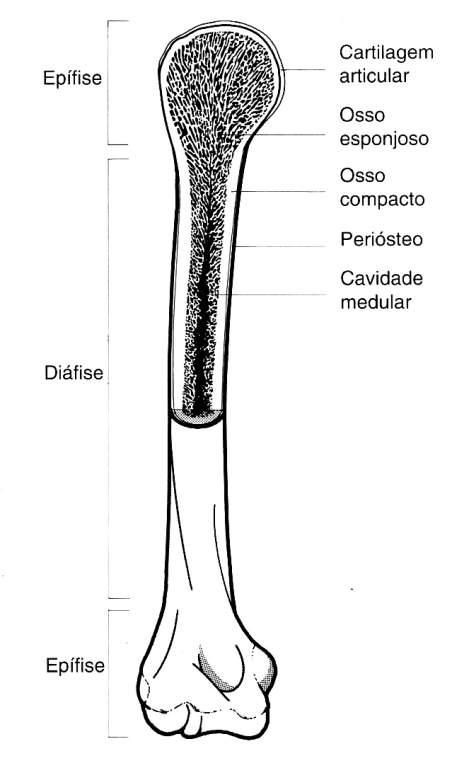 Cartilagem
articular
Epífise
Osso
esponjoso
Osso
compacto
Periósteo
Cavidade
medular
Diáfise
Epífise